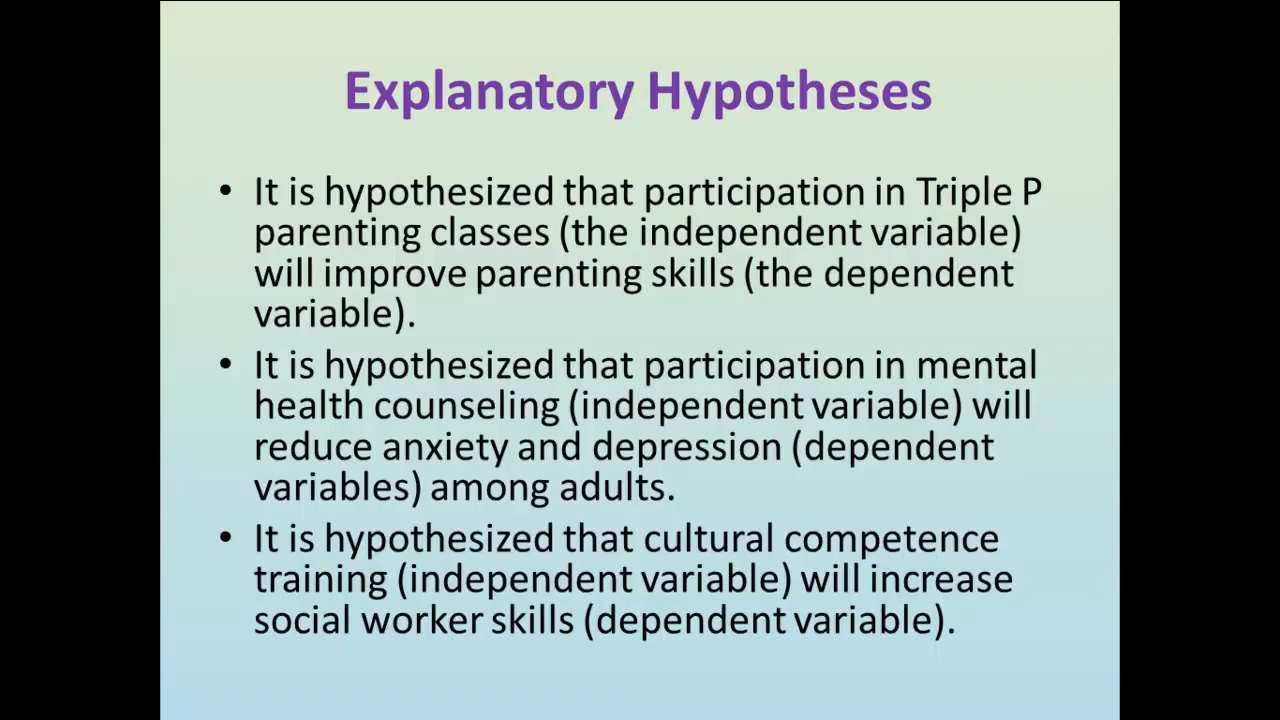 Explanatory Hypotheses
• It is hypothesized that participation in Triple P
parenting classes (the independent variable)
will improve parenting skills (the dependent
variable).
• It is hypothesized that participation in mental
health counseling (independent variable) will
reduce anxiety and depression (dependent
variables) among adults.
• It is hypothesized that cultural competence
training (independent variable) will increase
social worker skills (dependent variable).